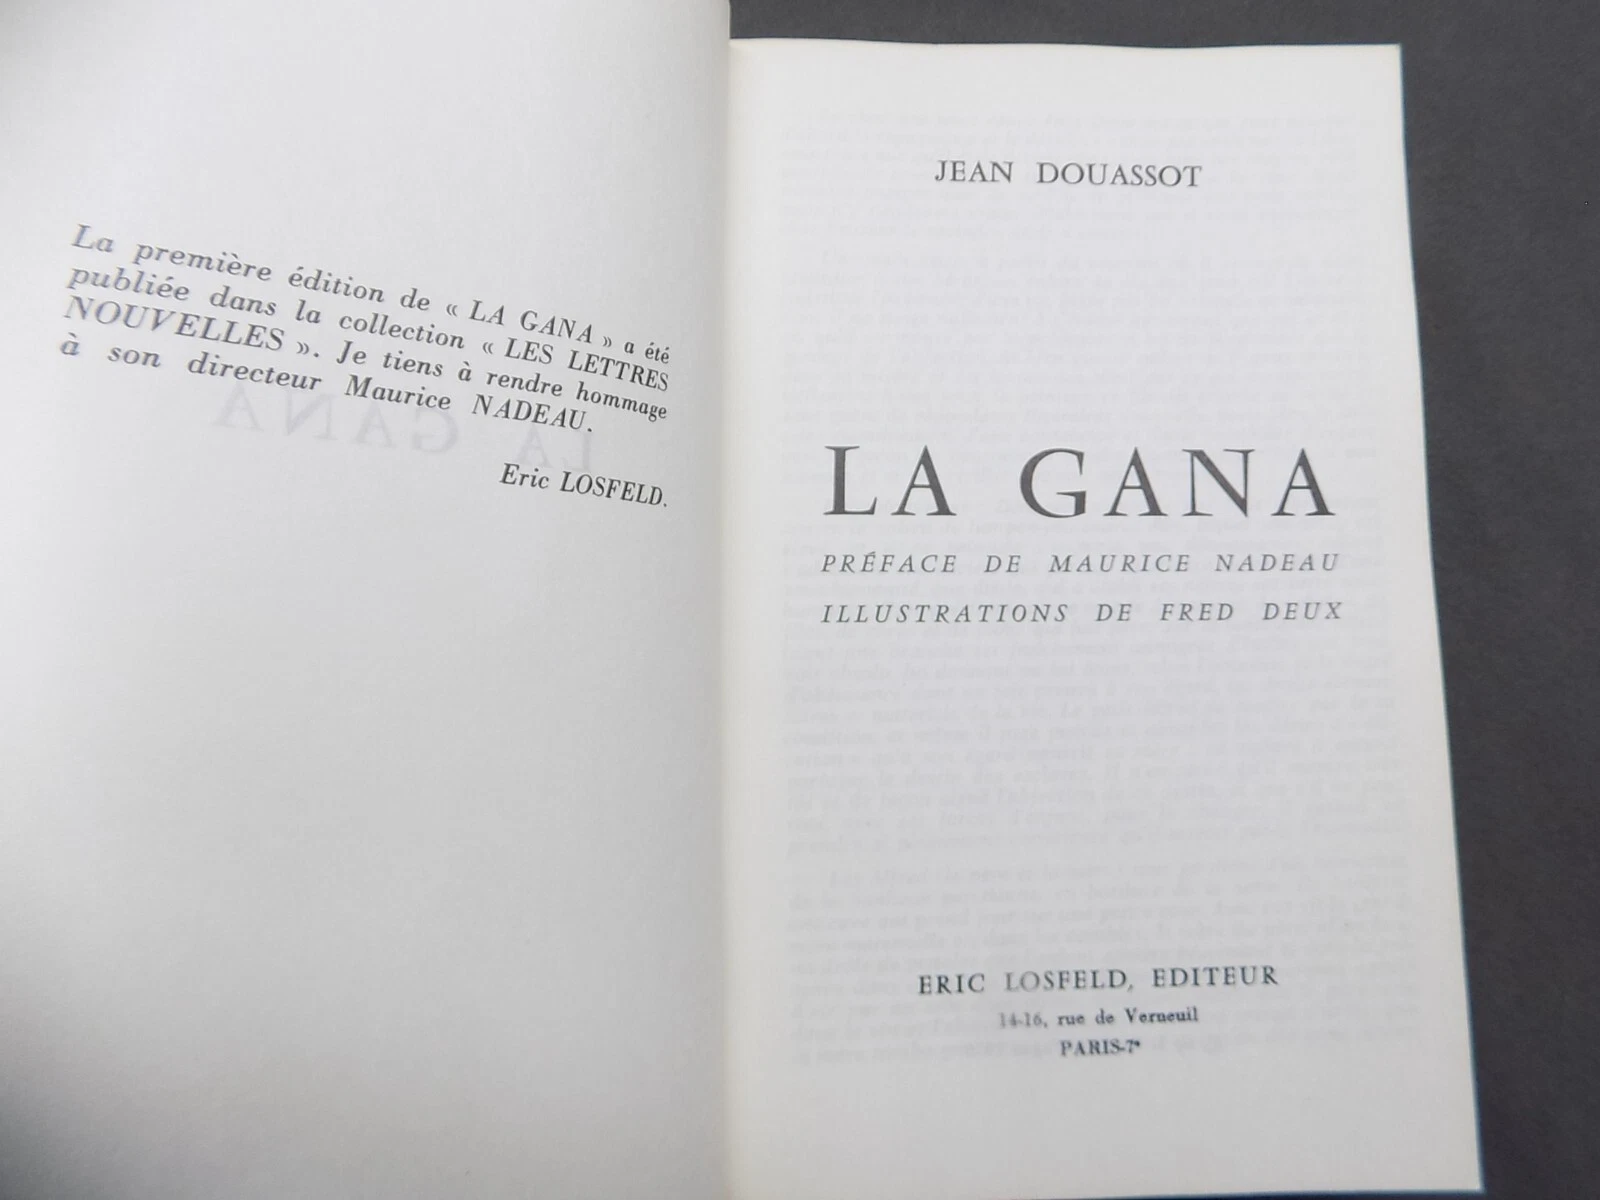 La première édition de « LA GANA » a été
publiée dans la collection « LES LETTRES
NOUVELLES ». Je tiens à rendre hommage
à son directeur Maurice NADEAU.
Eric LOSFELD.
LA GANA
JEAN DOUASSOT
LA GANA
PRÉFACE DE MAURICE NADEAU
ILLUSTRATIONS DE FRED DEUX
ERIC LOSFELD, EDITEUR
14-16, rue de Verneuil
PARIS-7e